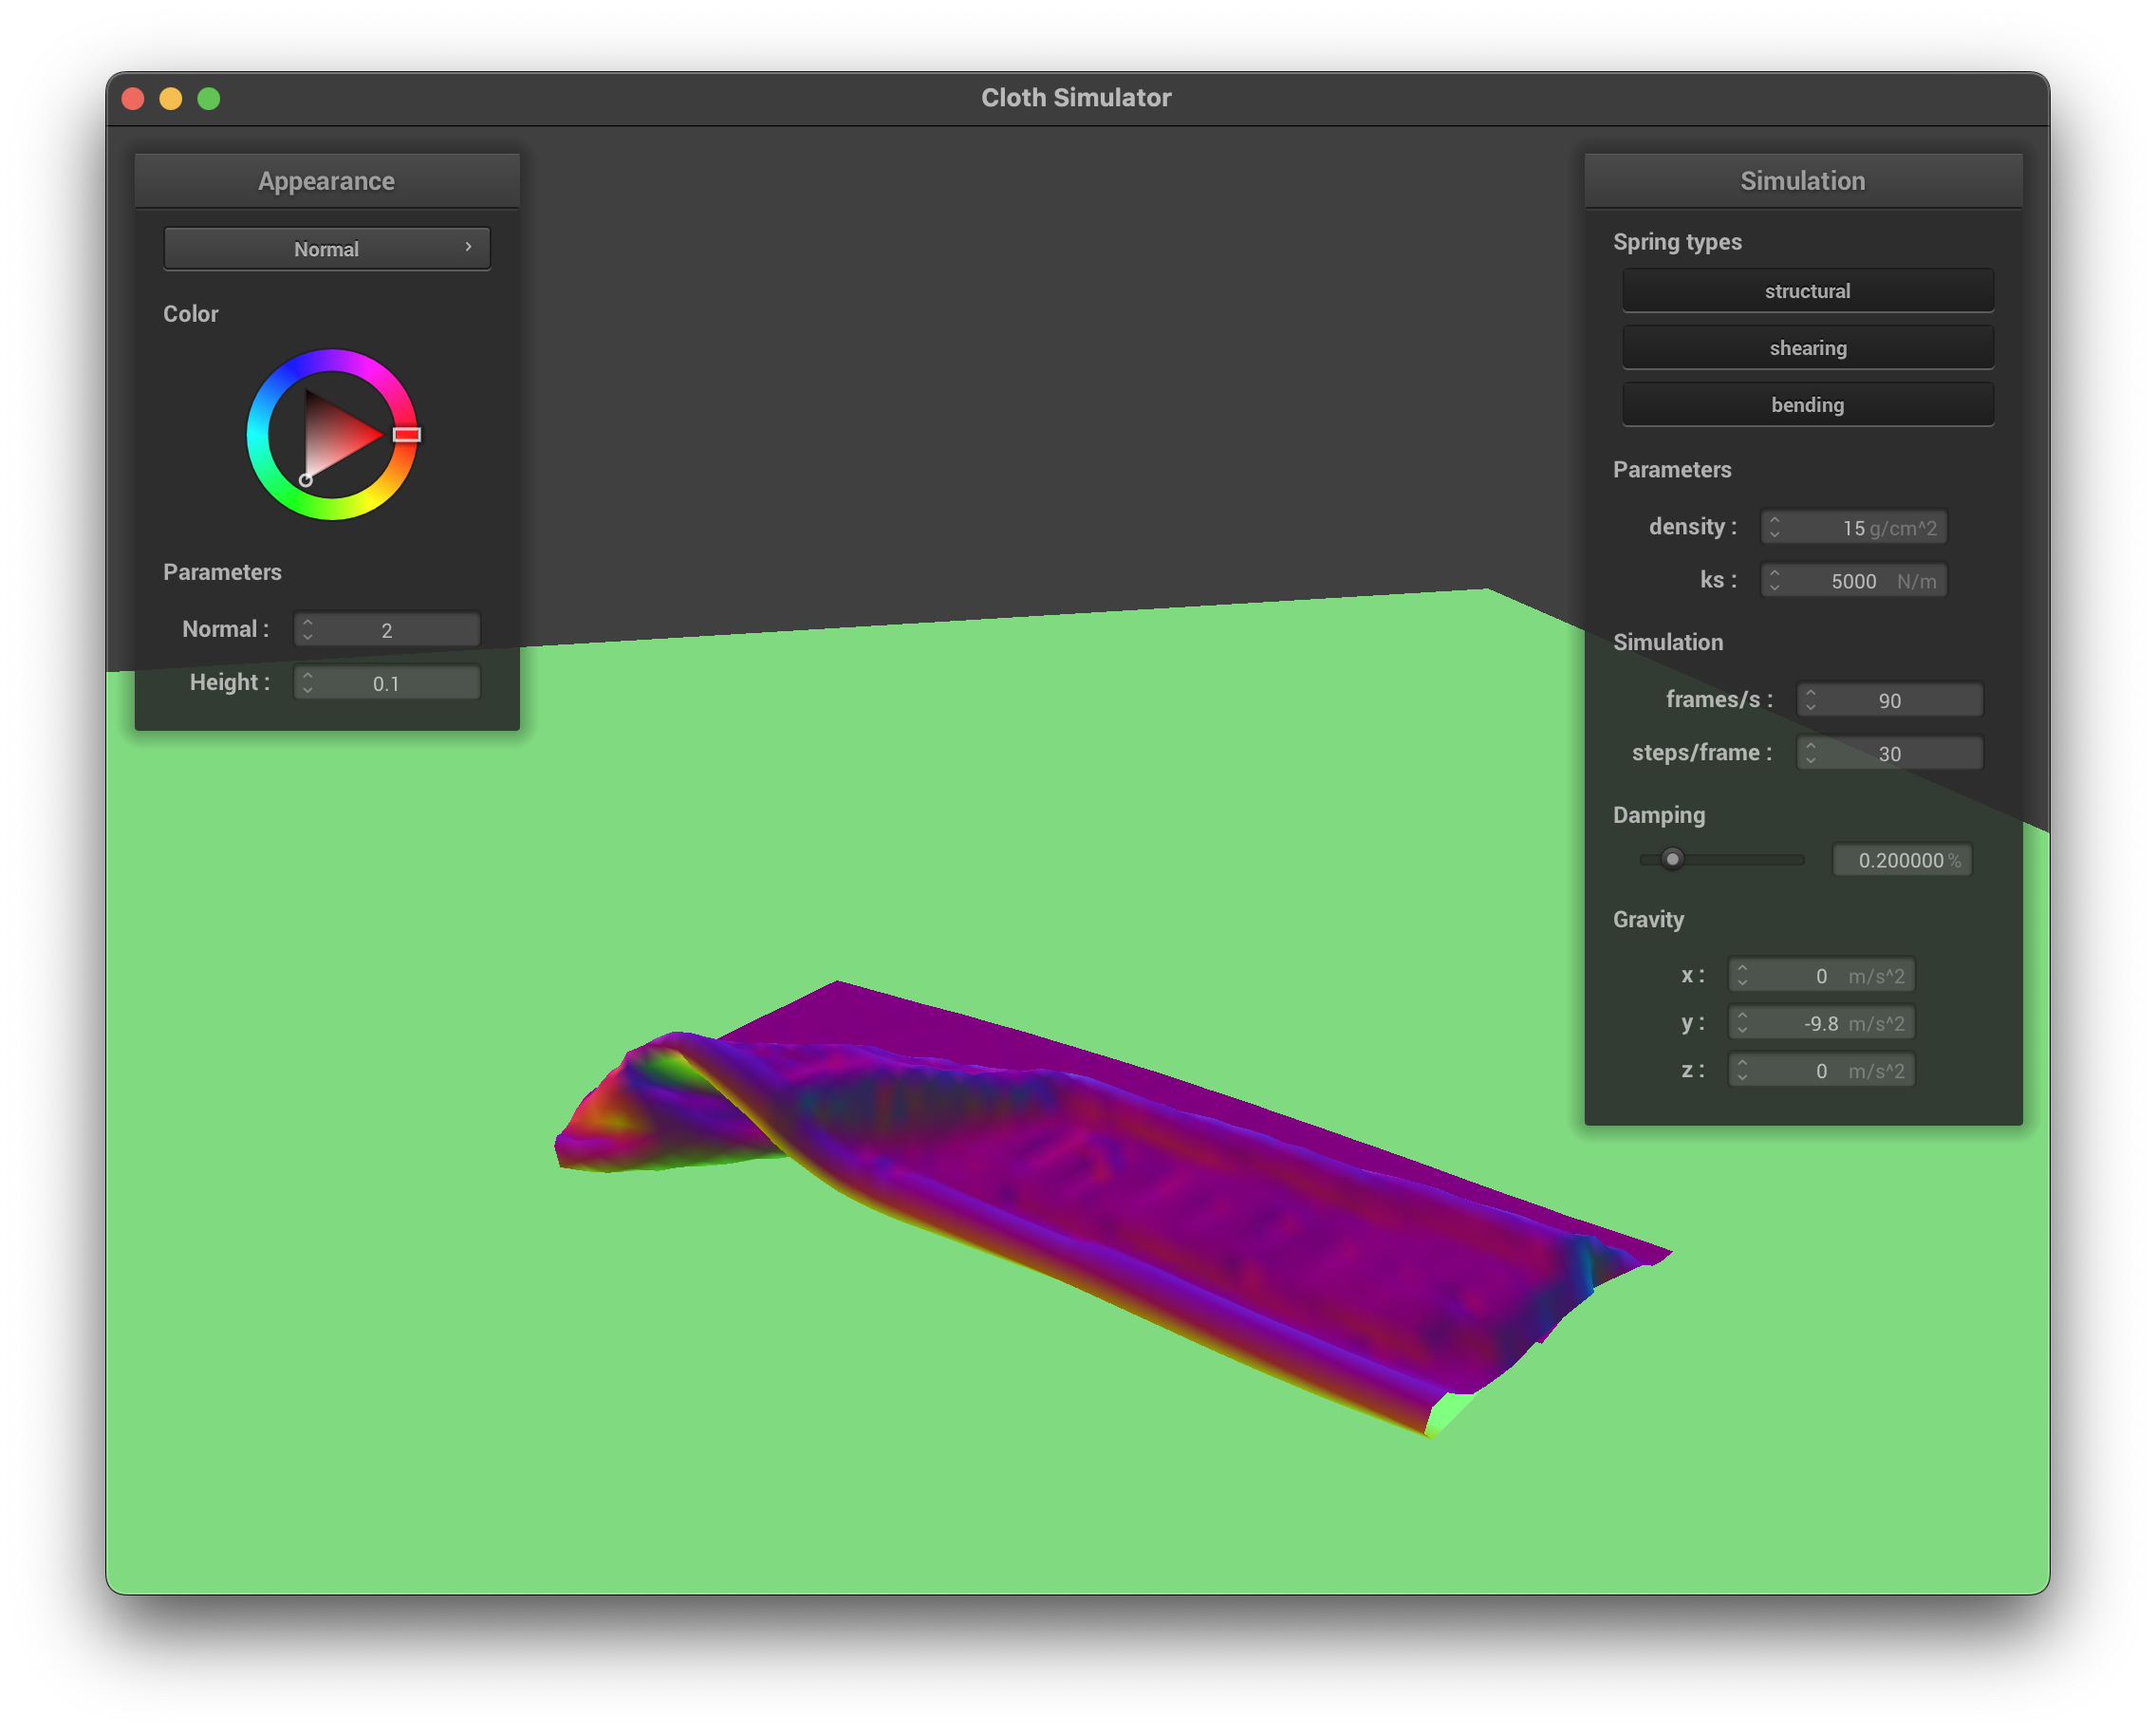 Cloth Simulator
Appearance
Normal
Color
Parameters
Normal : 2
Height : 0.1
Simulation
Spring types
structural
shearing
bending
Parameters
density : 15 g/cm^2
ks : 5000 N/m
Simulation
frames/s : 90
steps/frame : 30
Damping
0.200000 %
Gravity
x : 0 m/s^2
y : -9.8 m/s^2
z : 0 m/s^2